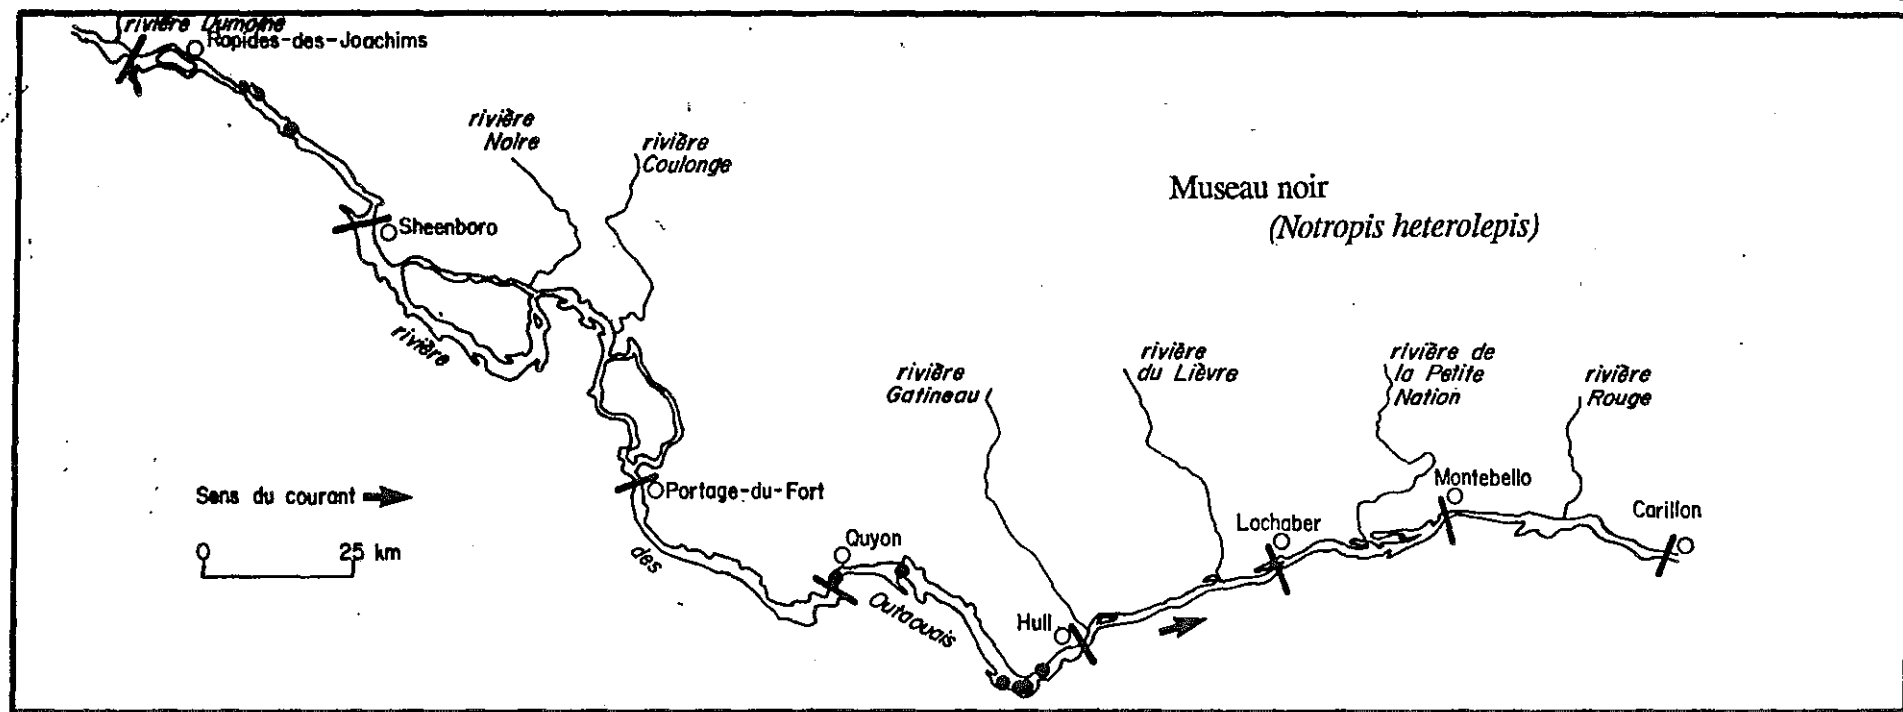 rivière Dumoine
Rapides-des-Joachims
rivière
Noire
rivière
Coulonge
Museau noir
(Notropis heterolepis)
Sheenboro
rivière
rivière
Gatineau
rivière
du Lièvre
rivière de
la Petite
Nation
rivière
Rouge
Sens du courant
Portage-du-Fort
Montebello
Carillon
Lochaber
0 25 km
des
Quyon
Outaouais
Hull